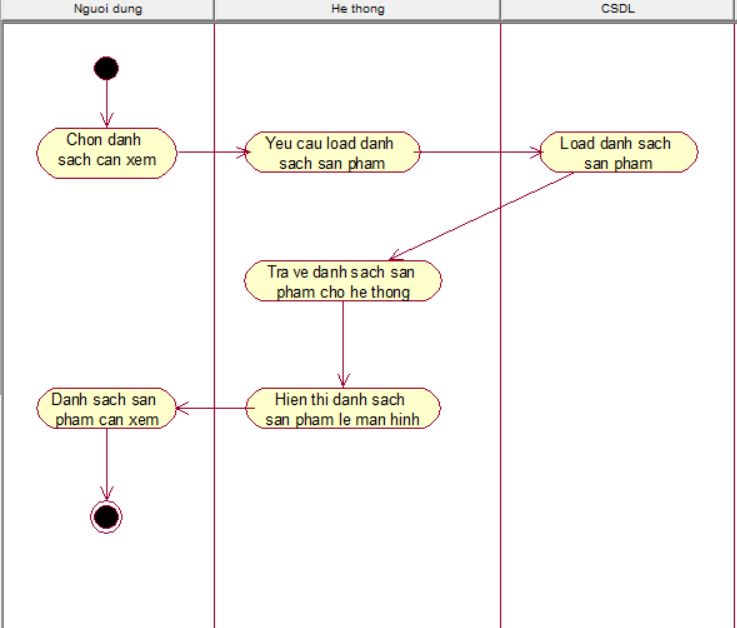 Nguoi dung
He thong
CSDL
Chon danh
sach can xem
Yeu cau load danh
sach san pham
Load danh sach
san pham
Tra ve danh sach san
pham cho he thong
Danh sach san
pham can xem
Hien thi danh sach
san pham le man hinh